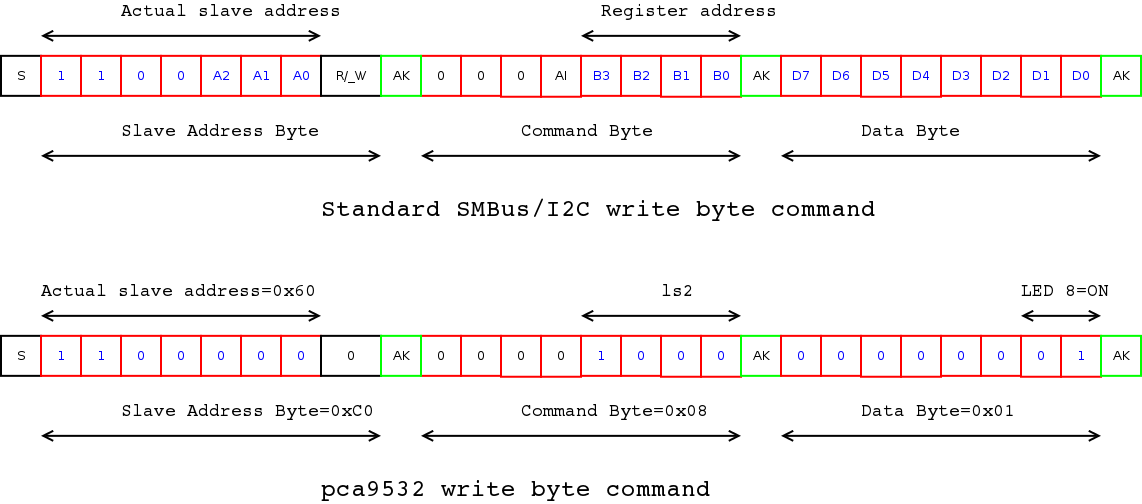 Actual slave address Register address
S 1 1 0 0 A2 A1 A0 R/_W AK 0 0 0 AI B3 B2 B1 B0 AK D7 D6 D5 D4 D3 D2 D1 D0 AK
Slave Address Byte Command Byte Data Byte
Standard SMBus/I2C write byte command
Actual slave address=0x60 ls2 LED 8=ON
S 1 1 0 0 0 0 0 0 AK 0 0 0 0 1 0 0 0 AK 0 0 0 0 0 0 0 1 AK
Slave Address Byte=0xC0 Command Byte=0x08 Data Byte=0x01
pca9532 write byte command